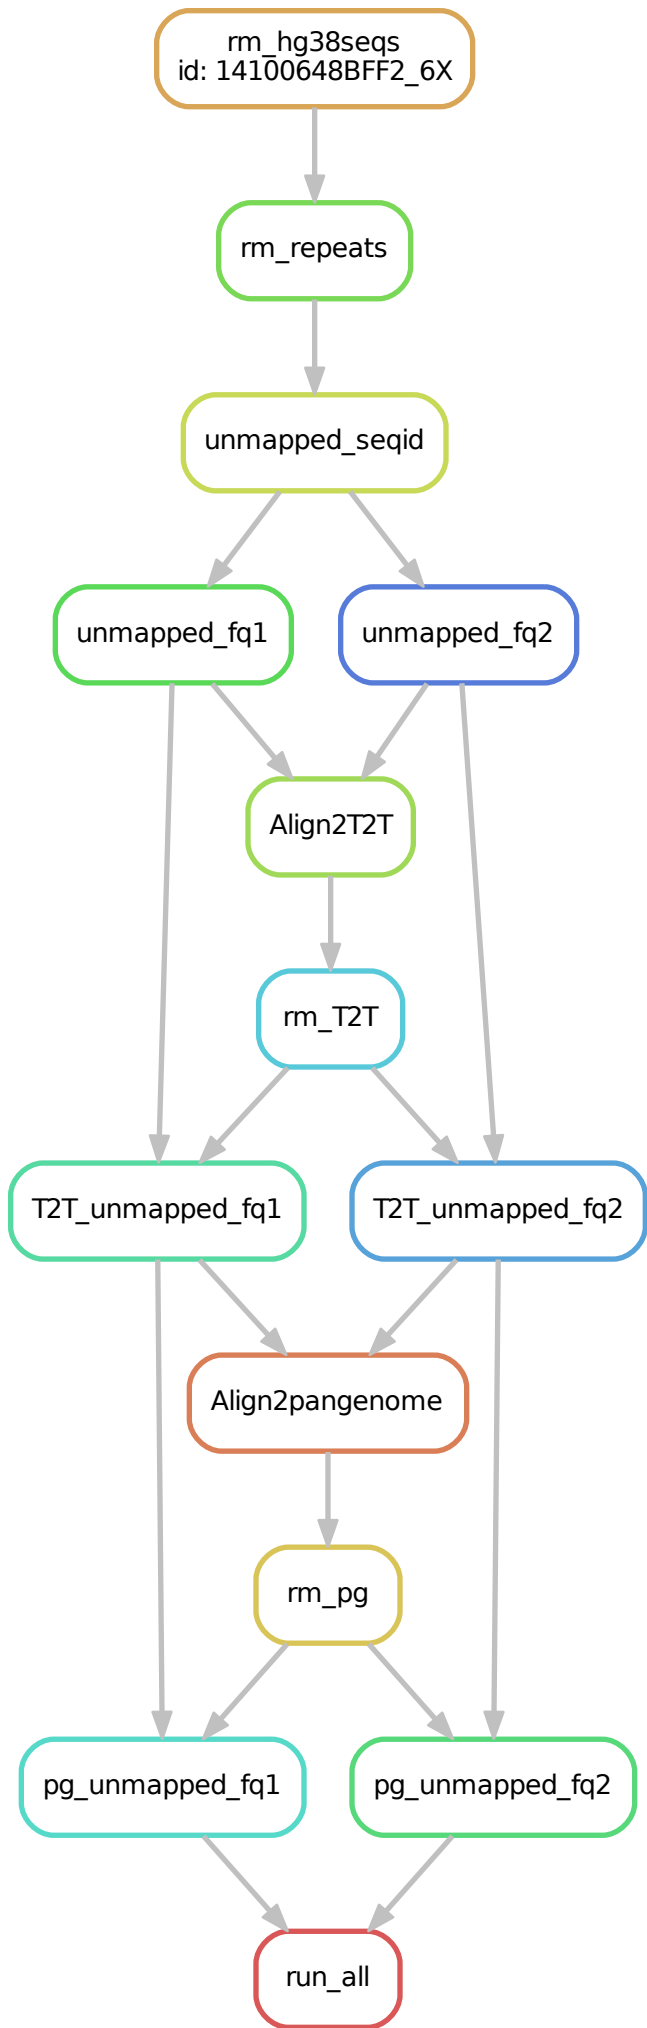 rm_hg38seqs
id: 14100648BFF2_6X
rm_repeats
unmapped_seqid
unmapped_fq1
unmapped_fq2
Align2T2T
rm_T2T
T2T_unmapped_fq1
T2T_unmapped_fq2
Align2pangenome
rm_pg
pg_unmapped_fq1
pg_unmapped_fq2
run_all